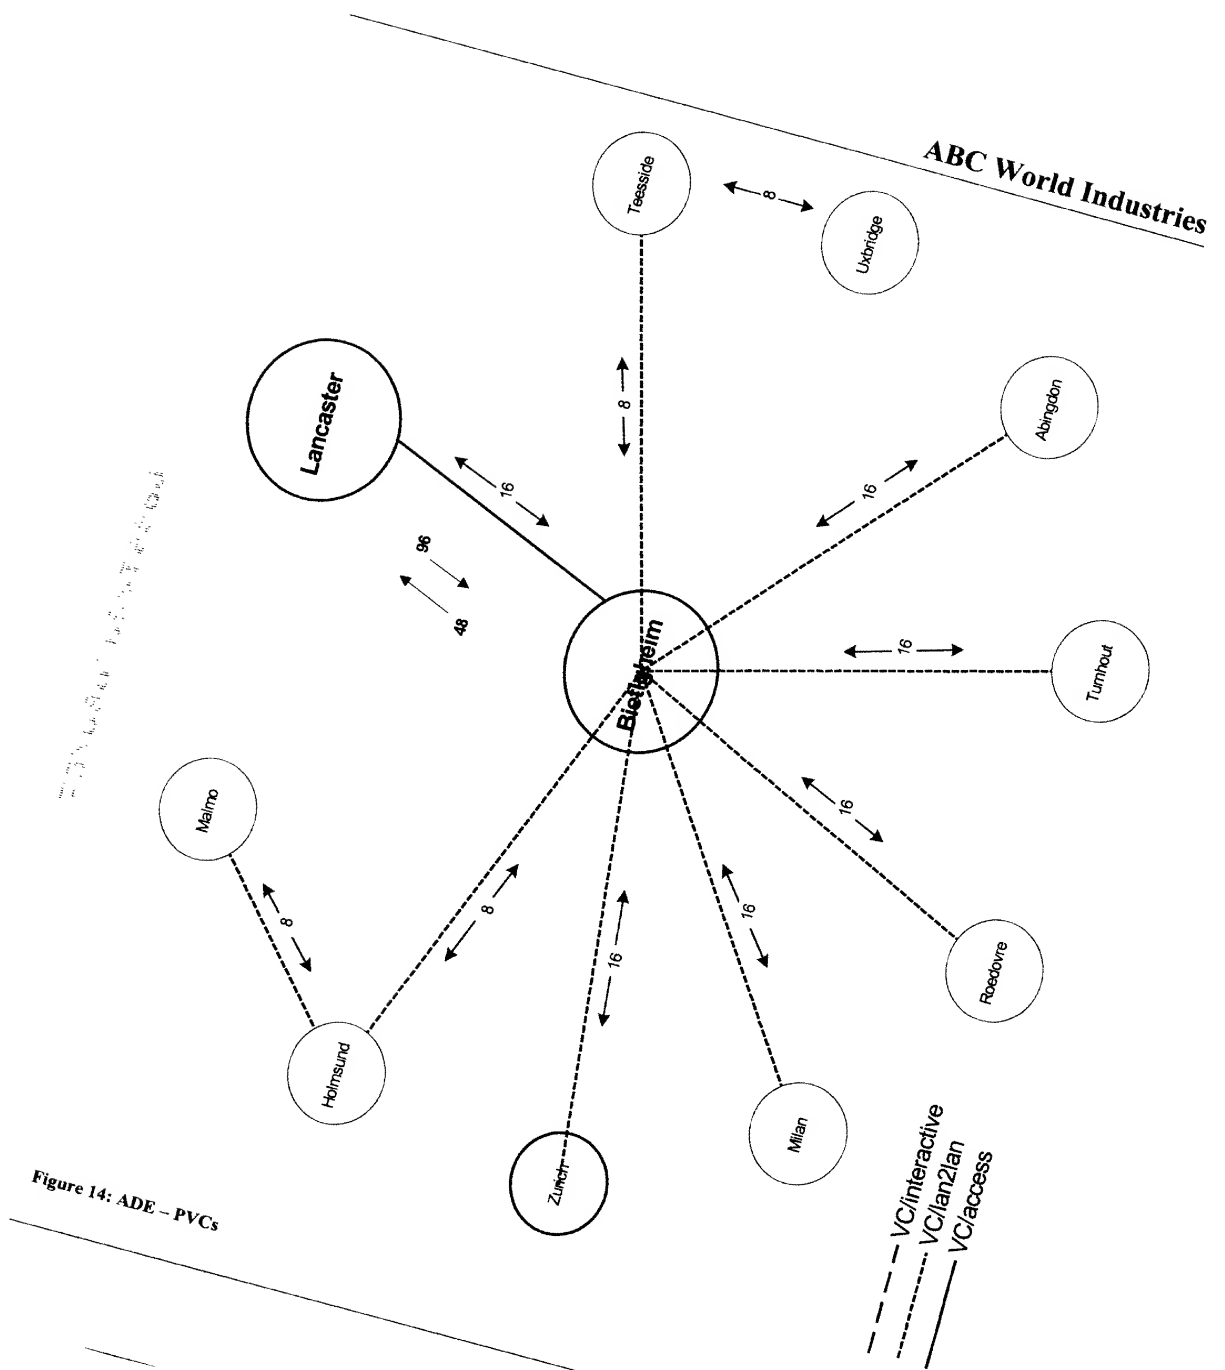 ABC World Industries
Teesside
8
Uxbridge
Lancaster
8
Abingdon
16
16
96
48
Bietigheim
16
Turnhout
Malmo
16
8
8
16
16
Roedovre
Holmsund
Milan
Zurich
VC/interactive
VC/lan2lan
VC/access
Figure 14: ADE – PVCs